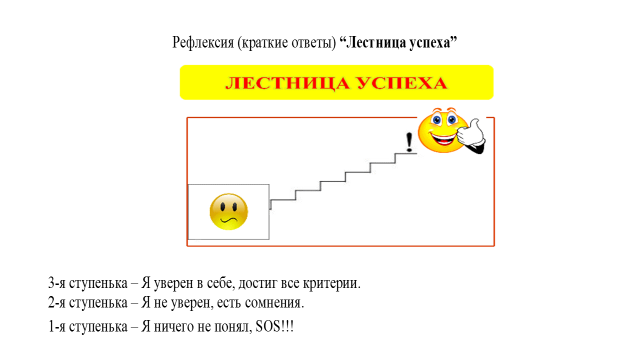 Рефлексия (краткие ответы) “Лестница успеха”
ЛЕСТНИЦА УСПЕХА
!
3-я ступенька – Я уверен в себе, достиг все критерии.
2-я ступенька – Я не уверен, есть сомнения.
1-я ступенька – Я ничего не понял, SOS!!!